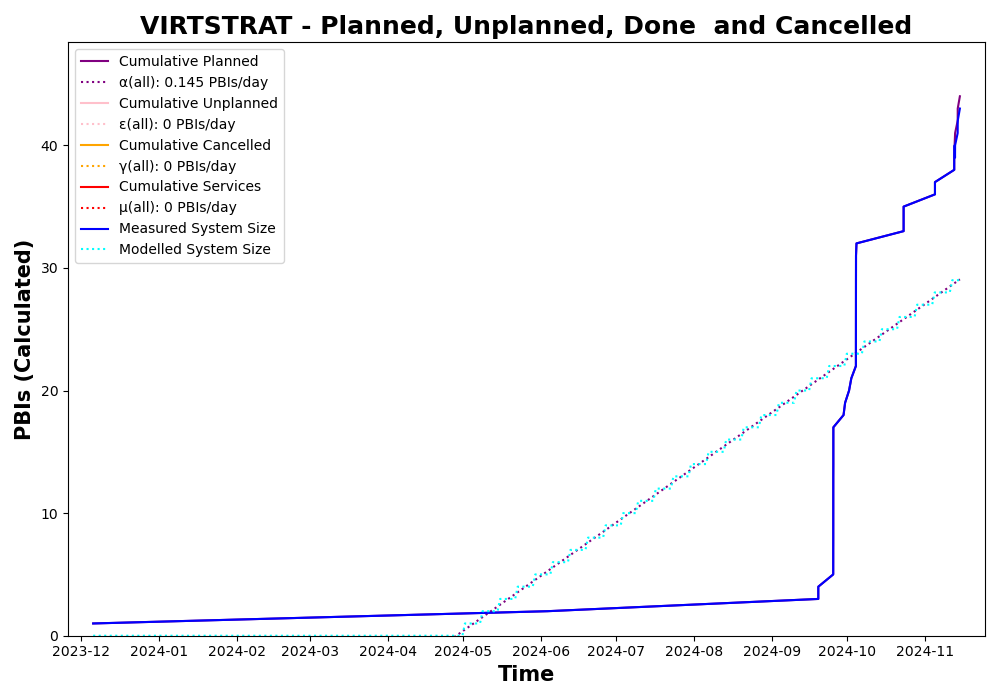 VIRTSTRAT - Planned, Unplanned, Done  and Cancelled
Cumulative Planned
α(all): 0.145 PBIs/day
Cumulative Unplanned
ε(all): 0 PBIs/day
Cumulative Cancelled
γ(all): 0 PBIs/day
Cumulative Services
μ(all): 0 PBIs/day
Measured System Size
Modelled System Size
PBIs (Calculated)
40
30
20
10
0
2023-12 2024-01 2024-02 2024-03 2024-04 2024-05 2024-06 2024-07 2024-08 2024-09 2024-10 2024-11
Time